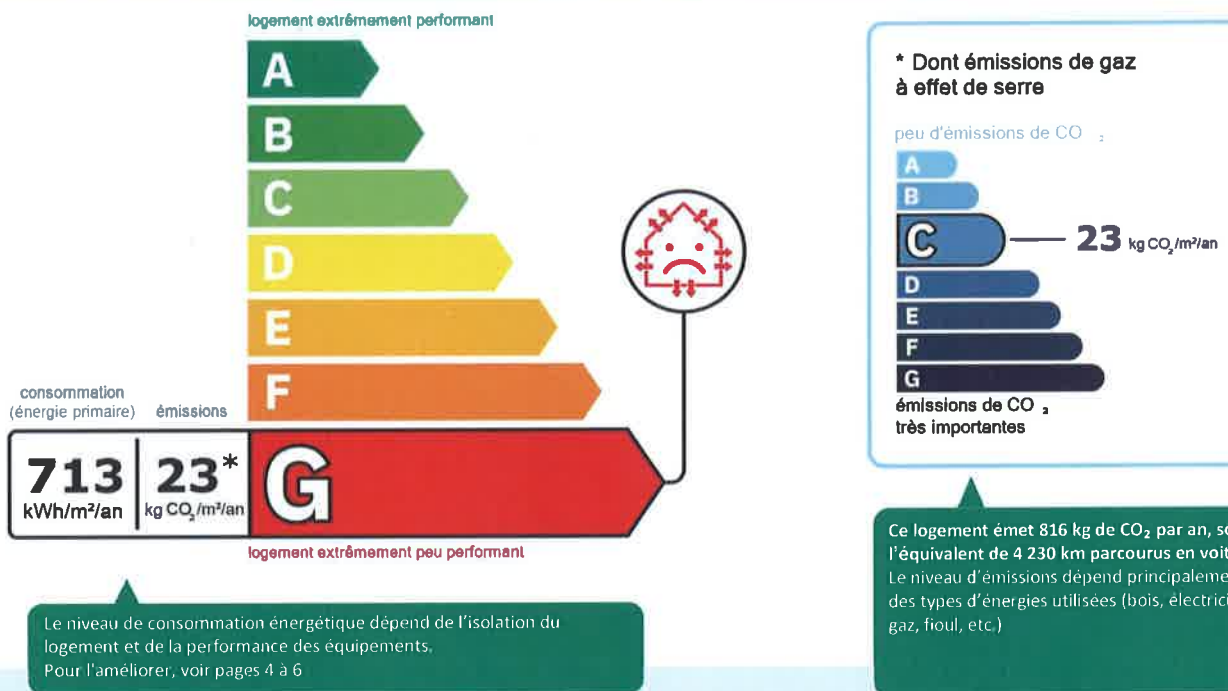 logement extrêmement performant
A
B
C
D
E
F
consommation
(énergie primaire)
émissions
713
kWh/m²/an
23*
kg CO₂/m²/an
G
logement extrêmement peu performant
Le niveau de consommation énergétique dépend de l'isolation du
logement et de la performance des équipements.
Pour l'améliorer, voir pages 4 à 6
* Dont émissions de gaz
à effet de serre
peu d'émissions de CO₂
A
B
C
23 kg CO₂/m²/an
D
E
F
G
émissions de CO₂
très importantes
Ce logement émet 816 kg de CO₂ par an, so
l'équivalent de 4 230 km parcourus en voit
Le niveau d'émissions dépend principaleme
des types d'énergies utilisées (bois, électrici
gaz, fioul, etc.)